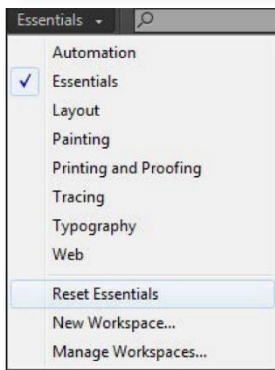 Essentials
Automation
Essentials
Layout
Painting
Printing and Proofing
Tracing
Typography
Web
Reset Essentials
New Workspace...
Manage Workspaces...